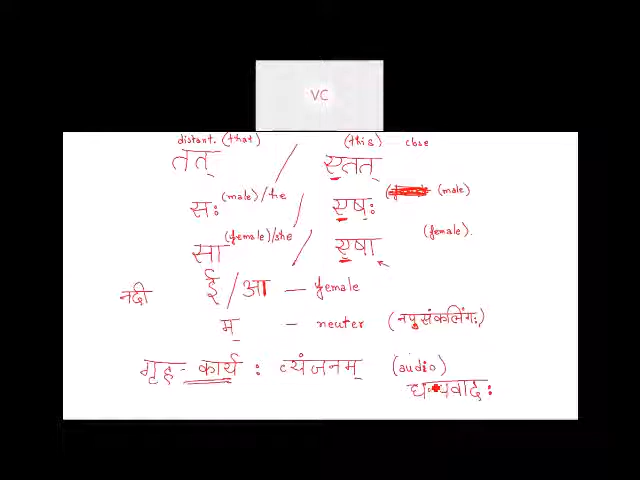 VC
distant. (that) (this) close
तत् / एतत्
सः (male)/he / एषः (male)
सा (female)/she / एषा (female).
नदी ई/आ — female
म् - neuter (नपुसंकलिंगः)
गृह-कार्य : व्यंजनम् (audio)
धन्यवादः